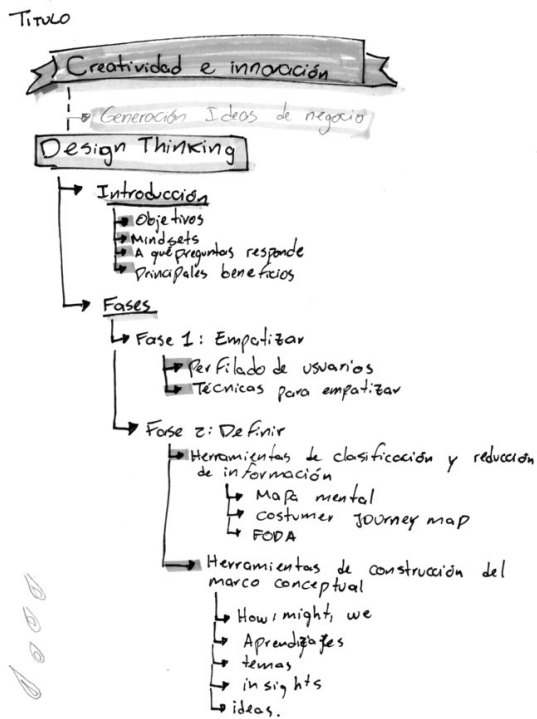 Titulo
Creatividad e innovación
Generación Ideas de negocio
Design Thinking
Introducción
Objetivos
Mindsets
A qué preguntas responde
Principales beneficios
Fases
Fase 1: Empatizar
Perfilado de usuarios
Técnicas para empatizar
Fase 2: Definir
Herramientas de clasificación y reducción
de información
Mapa mental
costumer Journey map
FODA
Herramientas de construcción del
marco conceptual
How, might, we
Aprendizajes
temas
insights
ideas.